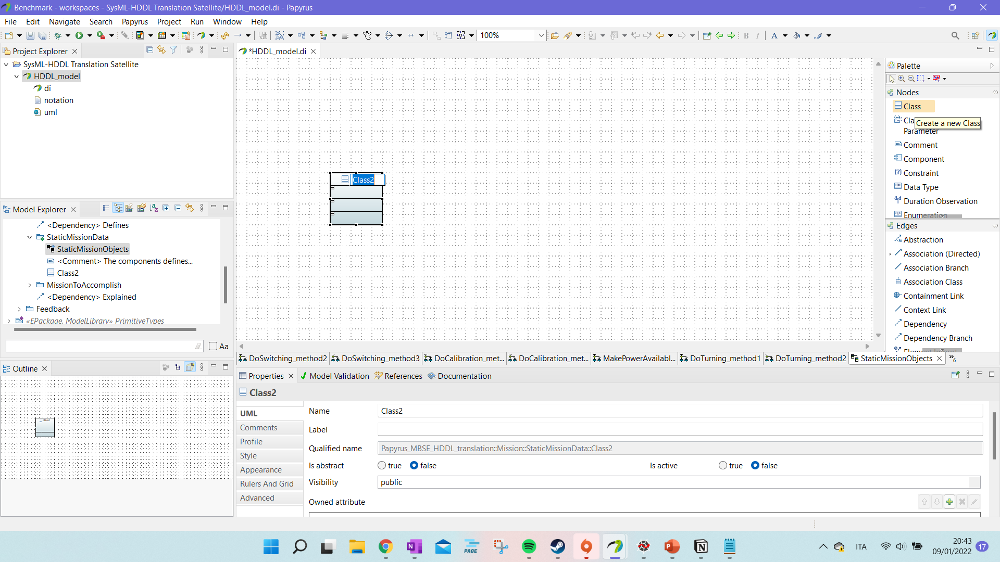 Benchmark - workspaces - SysML-HDDL Translation Satellite/HDDL_model.di - Papyrus
File Edit Navigate Search Papyrus Project Run Window Help
100%
Project Explorer
SysML-HDDL Translation Satellite
HDDL_model
di
notation
uml
*HDDL_model.di
Class2
Palette
Nodes
Class
Create a new Class
Parameter
Comment
Component
Constraint
Data Type
Duration Observation
Enumeration
Edges
Abstraction
Association (Directed)
Association Branch
Association Class
Containment Link
Context Link
Dependency
Dependency Branch
Model Explorer
<Dependency> Defines
StaticMissionData
StaticMissionObjects
<Comment> The components defines...
Class2
MissionToAccomplish
<Dependency> Explained
Feedback
«EPackage, ModelLibrary» PrimitiveTypes
Aa
Outline
Class2
DoSwitching_method2 DoSwitching_method3 DoCalibration_met... DoCalibration_met... MakePowerAvailabl... DoTurning_method1 DoTurning_method2 StaticMissionObjects »6
Properties Model Validation References Documentation
Class2
UML
Comments
Profile
Style
Appearance
Rulers And Grid
Advanced
Name Class2
Label
Qualified name Papyrus_MBSE_HDDL_translation::Mission::StaticMissionData::Class2
Is abstract true false Is active true false
Visibility public
Owned attribute
PAGE
ITA
20:43
09/01/2022
17